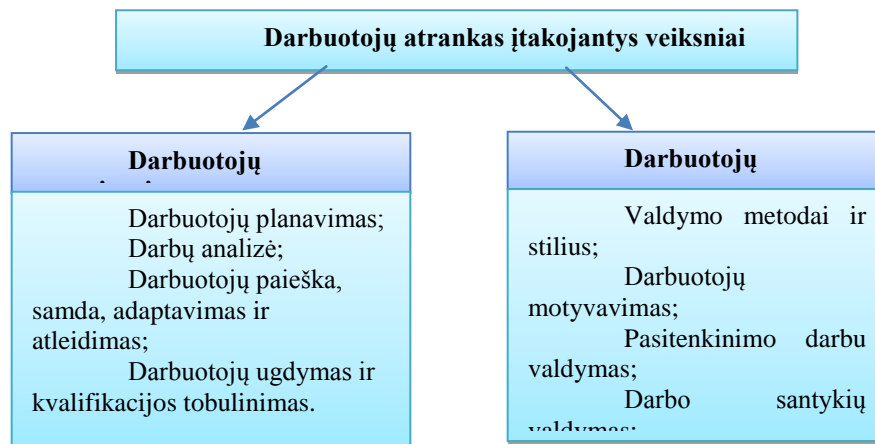 Darbuotojų atrankas įtakojantys veiksniai
Darbuotojų
Darbuotojų planavimas;
Darbų analizė;
Darbuotojų paieška,
samda, adaptavimas ir
atleidimas;
Darbuotojų ugdymas ir
kvalifikacijos tobulinimas.
Darbuotojų
Valdymo metodai ir
stilius;
Darbuotojų
motyvavimas;
Pasitenkinimo darbu
valdymas;
Darbo santykių
valdymas;